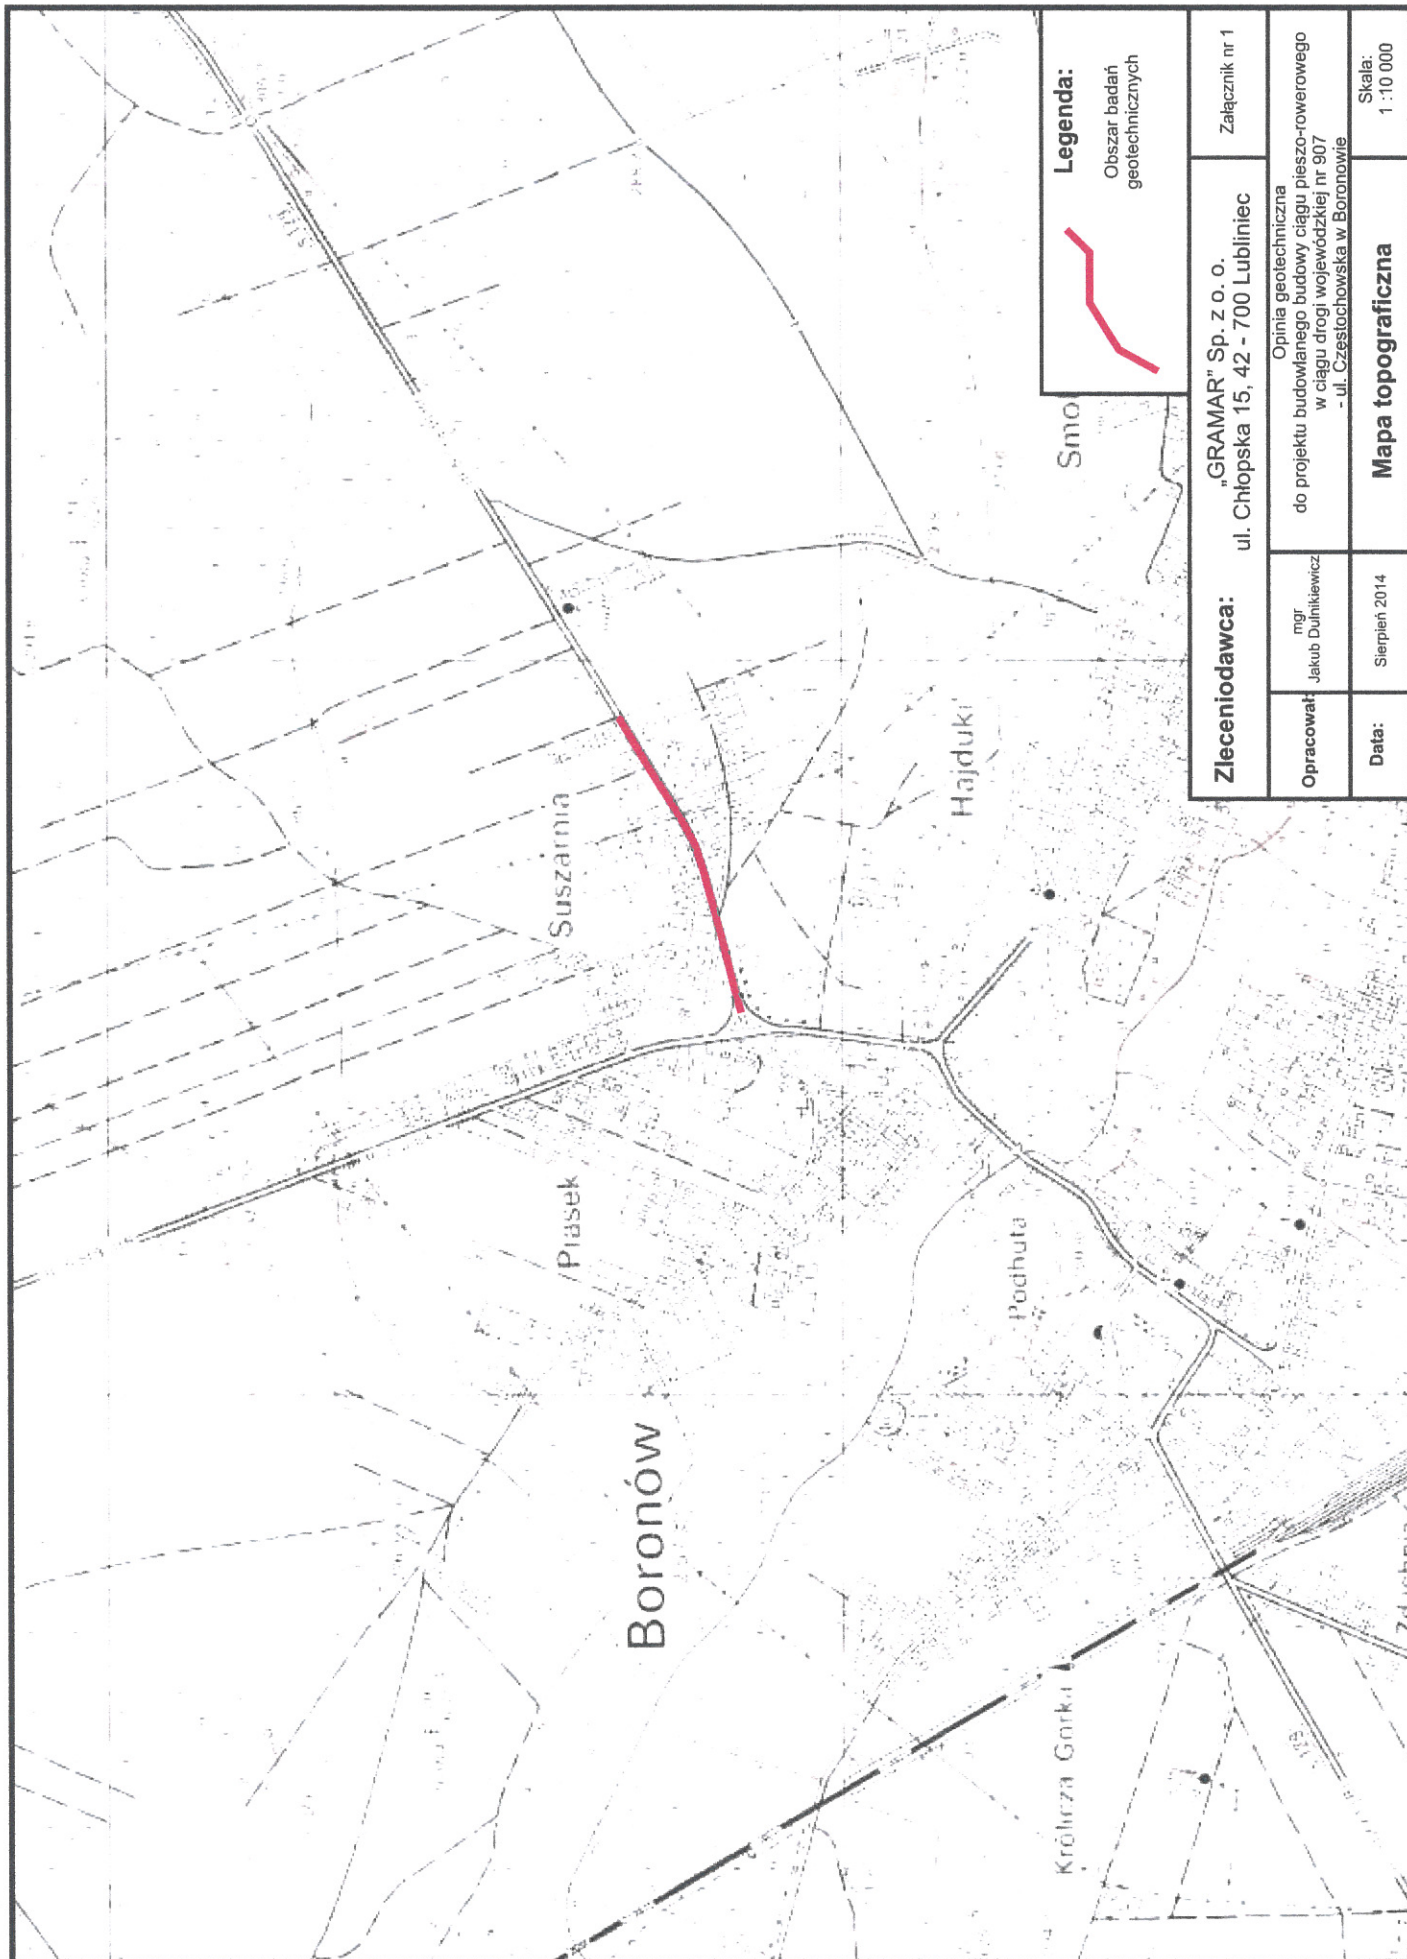 Suszarnia
Piasek
Boronów
Hajduki
Podhuta
Królicza Górka
Smo
Legenda:
Obszar badań
geotechnicznych
Zleceniodawca:
„GRAMAR” Sp. z o. o.
ul. Chłopska 15, 42 - 700 Lubliniec
Załącznik nr 1
Opracował:
mgr
Jakub Dulnikiewicz
Opinia geotechniczna
do projektu budowlanego budowy ciągu pieszo-rowerowego
w ciągu drogi wojewódzkiej nr 907
- ul. Częstochowska w Boronowie
Data:
Sierpień 2014
Mapa topograficzna
Skala:
1 :10 000